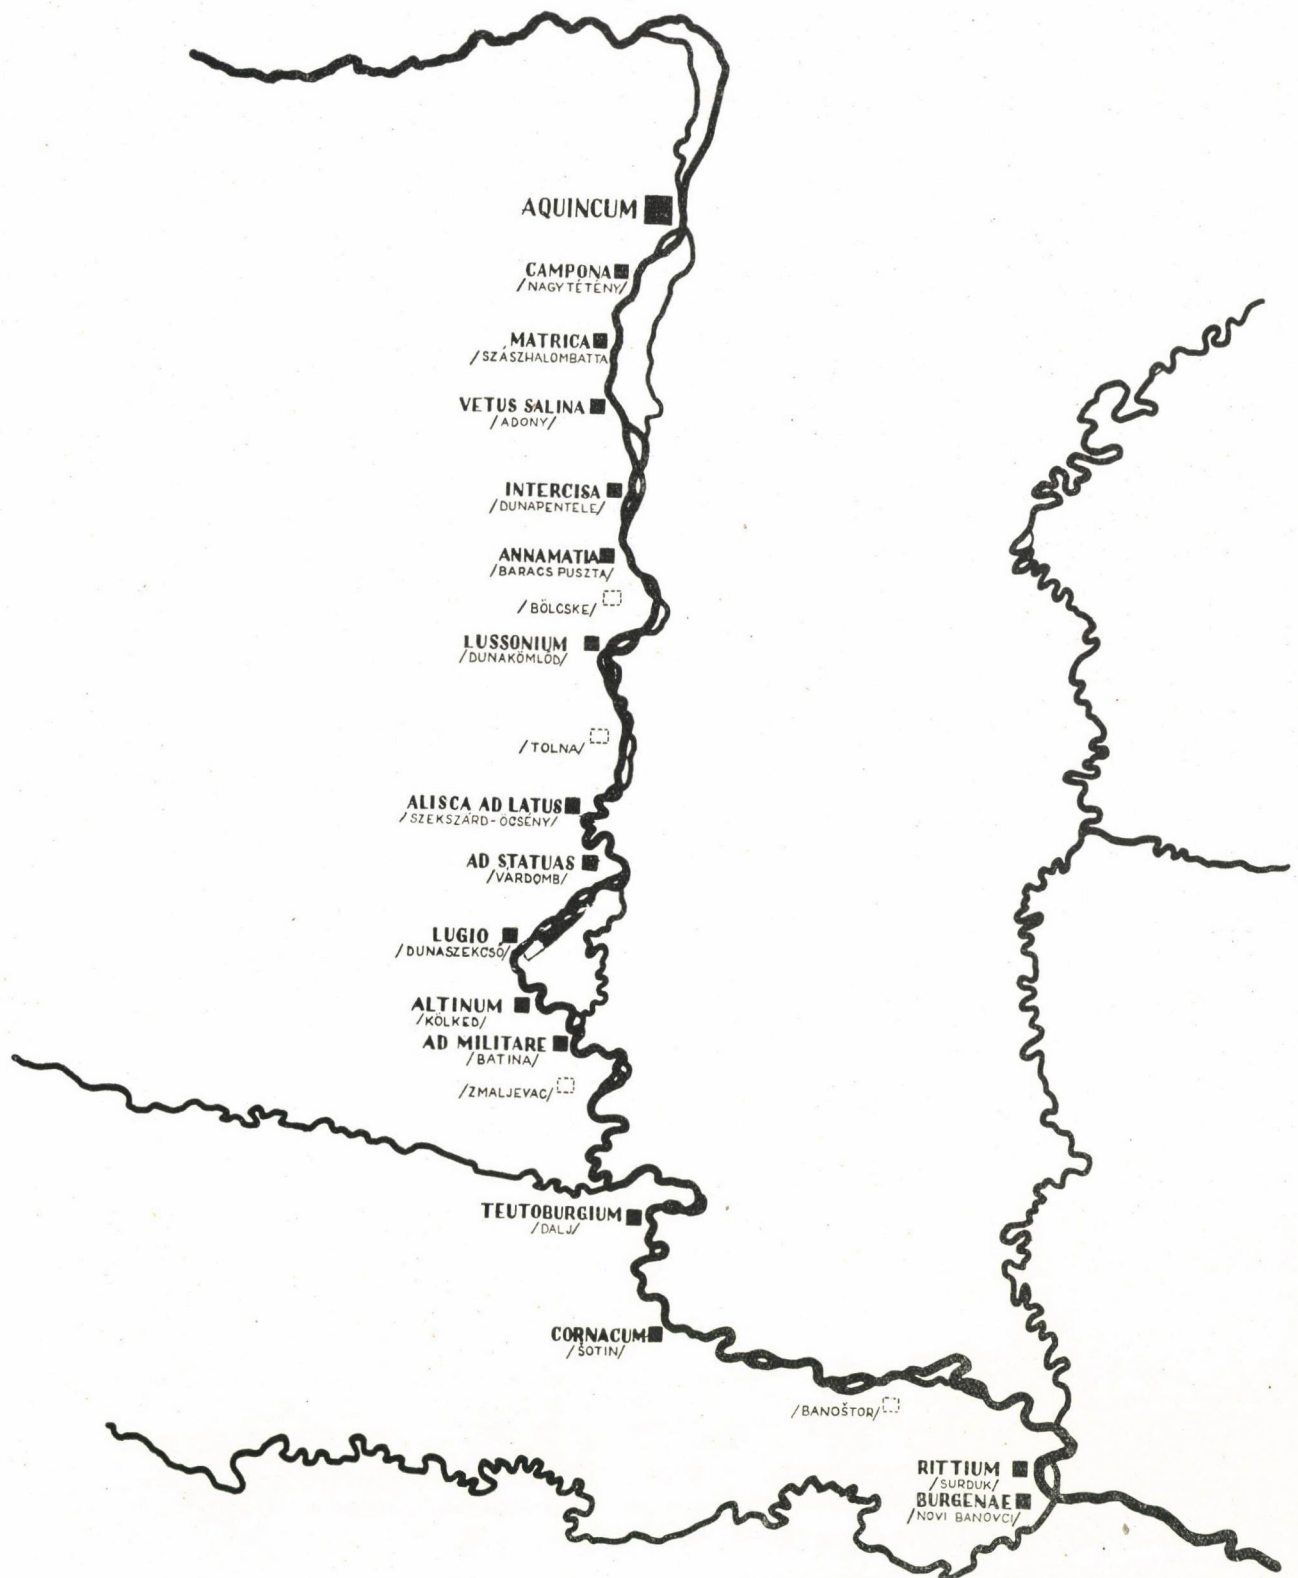 AQUINCUM
CAMPONA
/NAGYTÉTÉNY/
MATRICA
/SZÁSZHALOMBATTA
VETUS SALINA
/ADONY/
INTERCISA
/DUNAPENTELE/
ANNAMATIA
/BARACS PUSZTA/
/BÖLCSKE/
LUSSONIUM
/DUNAKÖMLŐD/
/TOLNA/
ALISCA AD LATUS
/SZEKSZÁRD-ŐCSÉNY/
AD STATUAS
/VÁRDOMB/
LUGIO
/DUNASZEKCSŐ/
ALTINUM
/KÖLKED/
AD MILITARE
/BATINA/
/ZMALJEVAC/
TEUTOBURGIUM
/DALJ/
CORNACUM
/ŠOTIN/
/BANOŠTOR/
RITTIUM
/SURDUK/
BURGENAE
/NOVI BANOVCI/